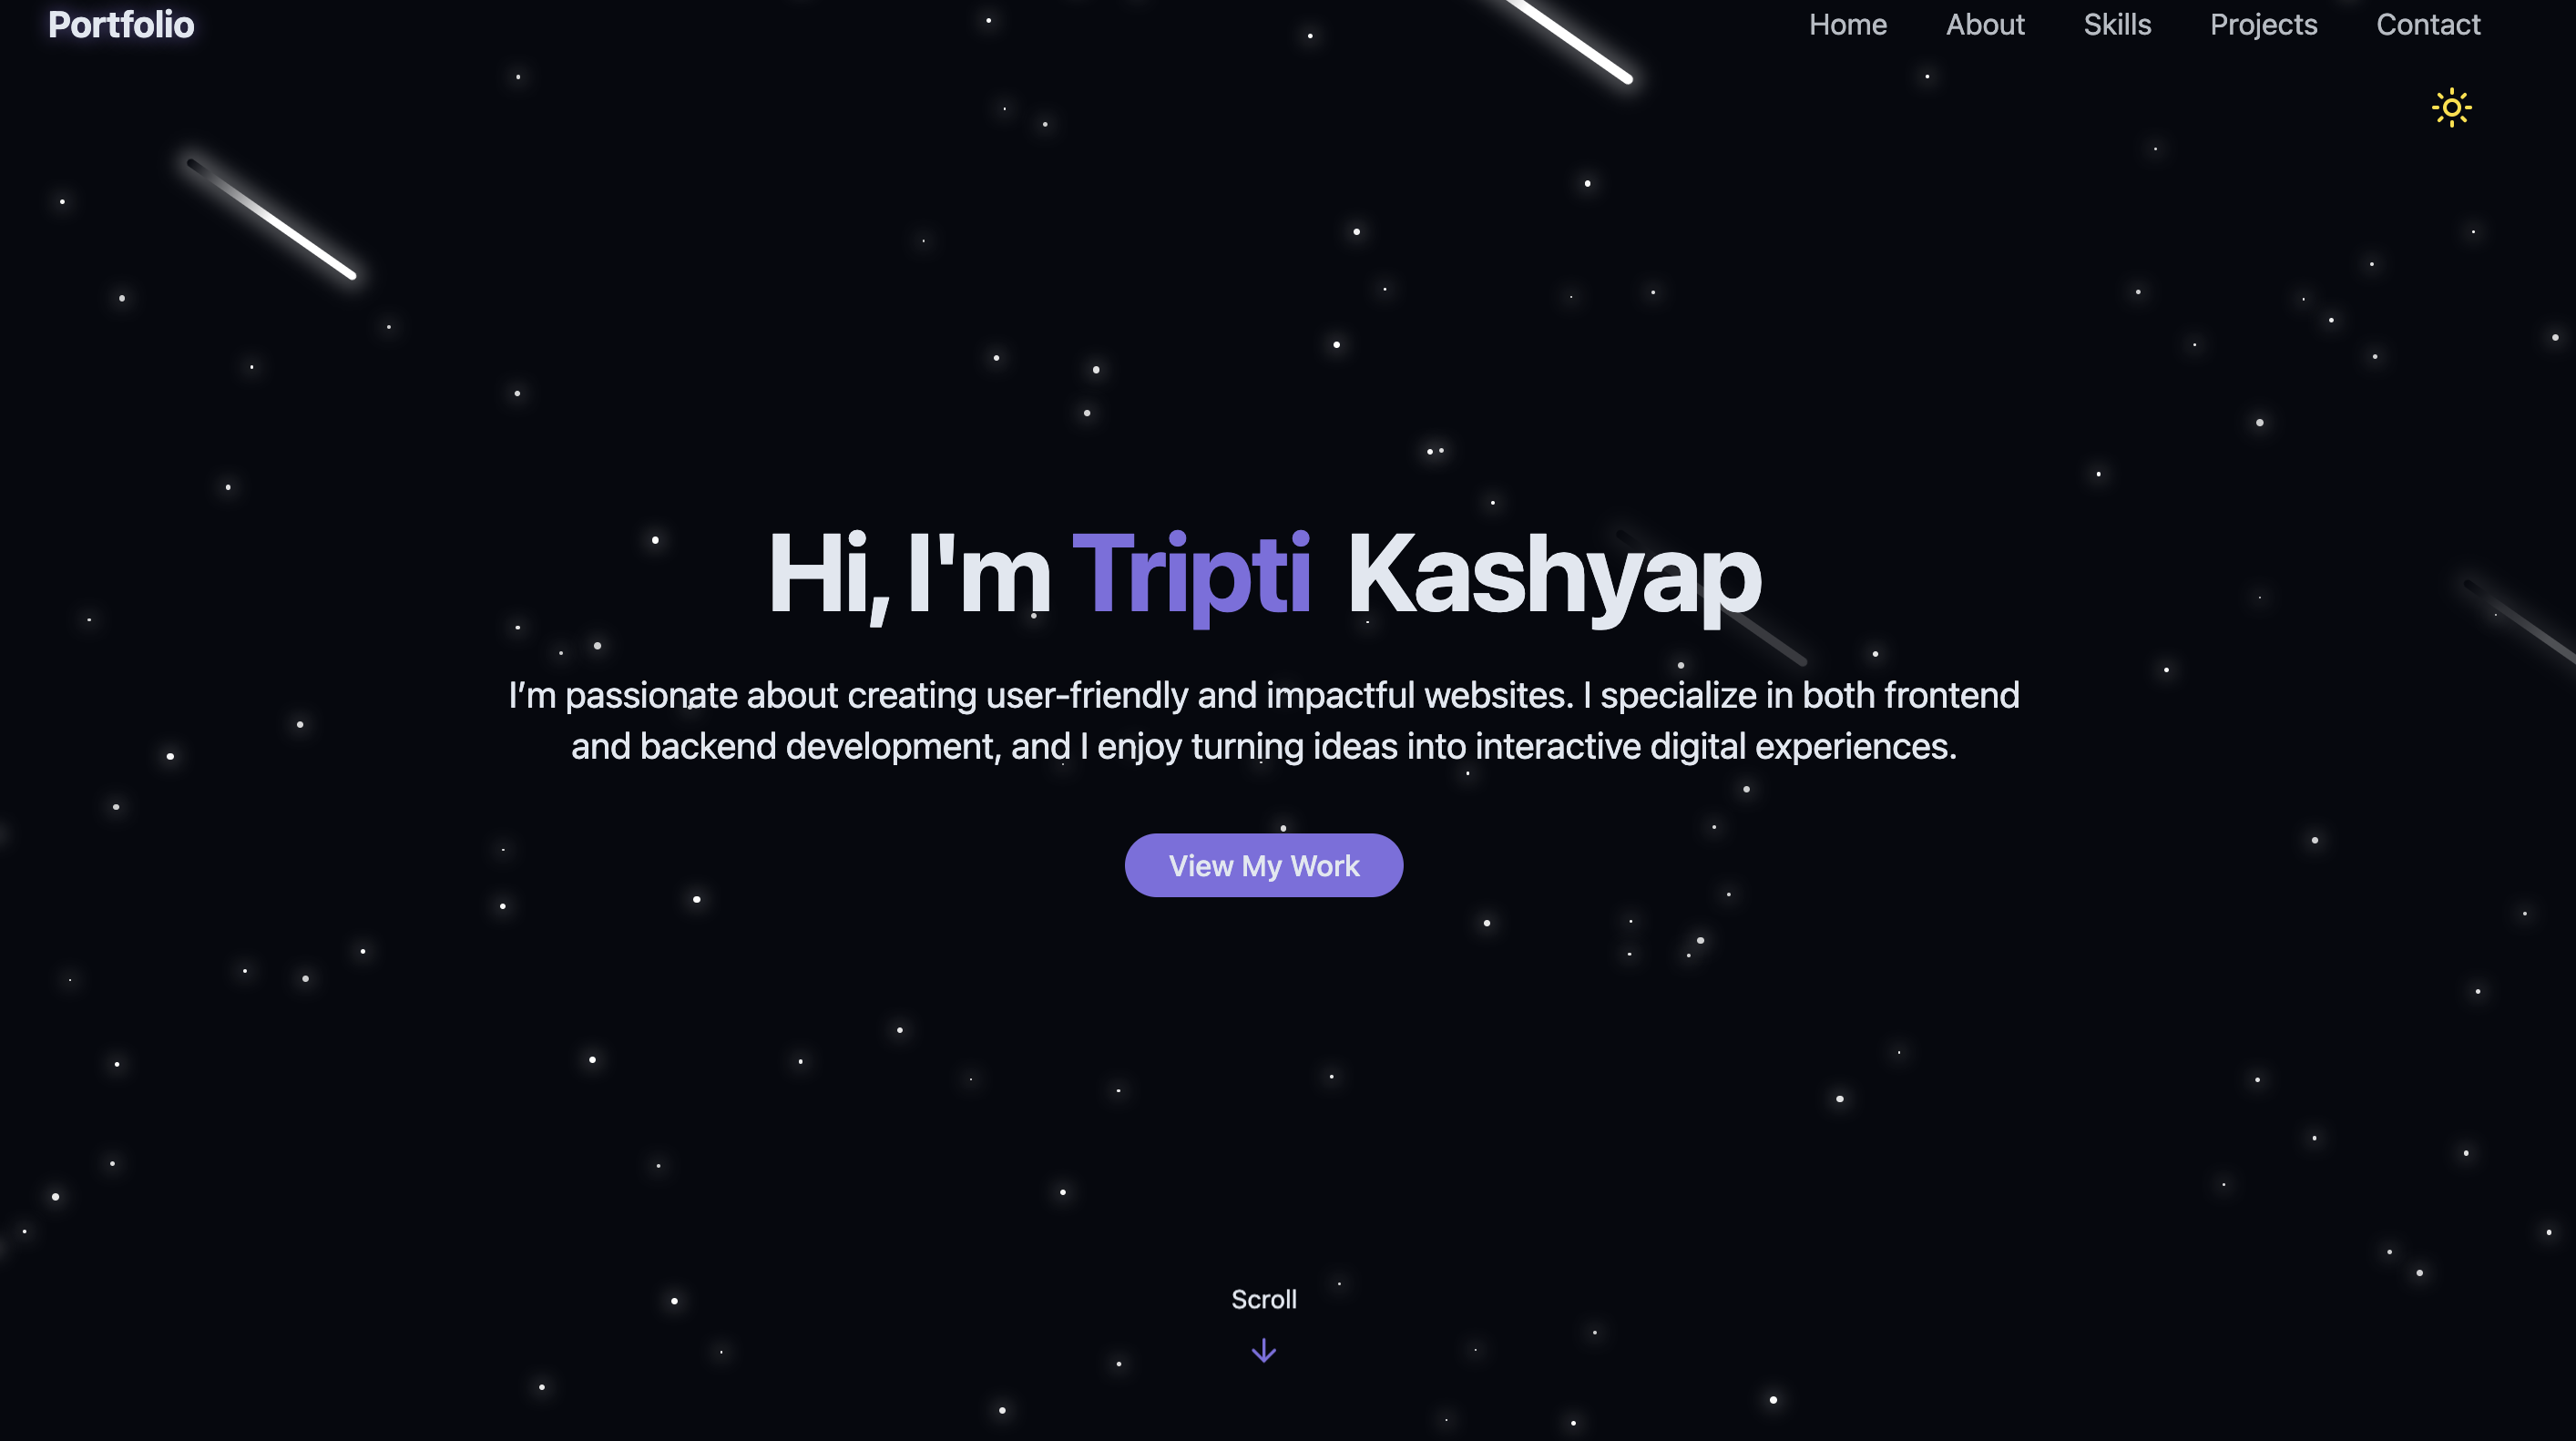 Portfolio
Home About Skills Projects Contact
Hi, I'm Tripti Kashyap
I’m passionate about creating user-friendly and impactful websites. I specialize in both frontend
and backend development, and I enjoy turning ideas into interactive digital experiences.
View My Work
Scroll